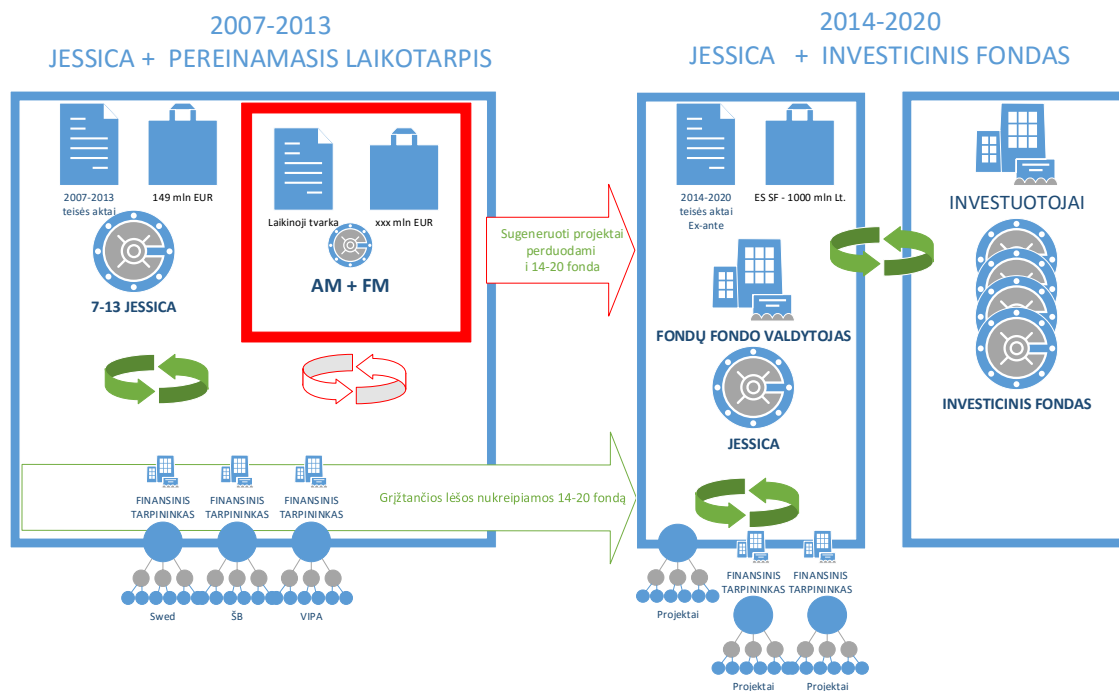 2007-2013
JESSICA + PEREINAMASIS LAIKOTARPIS
2007-2013
teisės aktai
149 mln EUR
7-13 JESSICA
Laikinoji tvarka
xxx mln EUR
AM + FM
Sugeneruoti projektai
perduodami
i 14-20 fonda
FINANSINIS
TARPININKAS
FINANSINIS
TARPININKAS
FINANSINIS
TARPININKAS
Grįžtančios lėšos nukreipiamos 14-20 fondą
Swed
ŠB
VIPA
2014-2020
JESSICA + INVESTICINIS FONDAS
2014-2020
teisės aktai
Ex-ante
ES SF - 1000 mln Lt.
FONDŲ FONDO VALDYTOJAS
JESSICA
INVESTUOTOJAI
INVESTICINIS FONDAS
Projektai
FINANSINIS
TARPININKAS
FINANSINIS
TARPININKAS
Projektai
Projektai